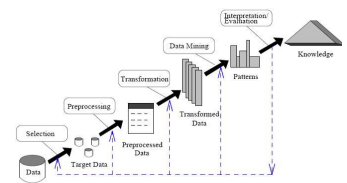 Interpretation/
Evaluation
Data Mining
Knowledge
Transformation
Patterns
Preprocessing
Transformed
Data
Selection
Preprocessed
Data
Target Data
Data